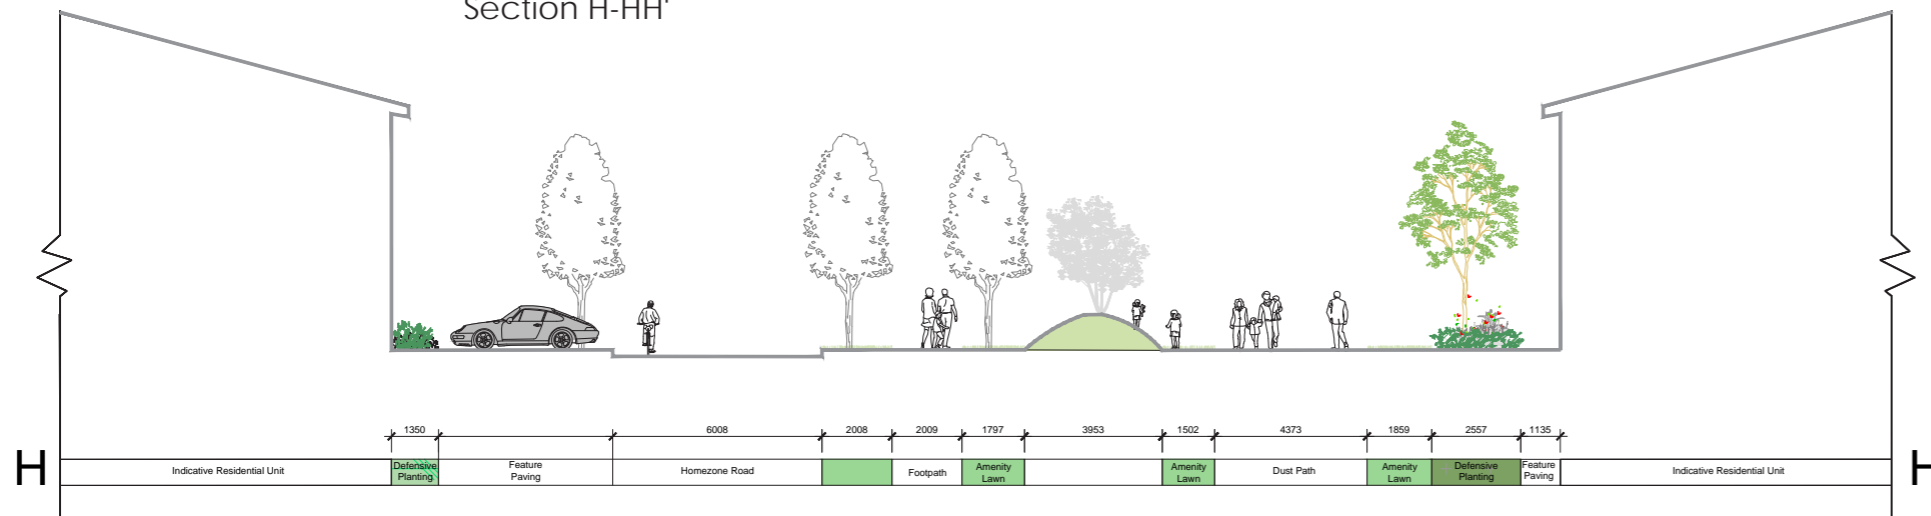 Section H-HH'
1350 6008 2008 2009 1797 3953 1502 4373 1859 2557 1135
H
Indicative Residential Unit
Defensive
Planting
Feature
Paving
Homezone Road
Footpath
Amenity
Lawn
Amenity
Lawn
Dust Path
Amenity
Lawn
Defensive
Planting
Feature
Paving
Indicative Residential Unit
H